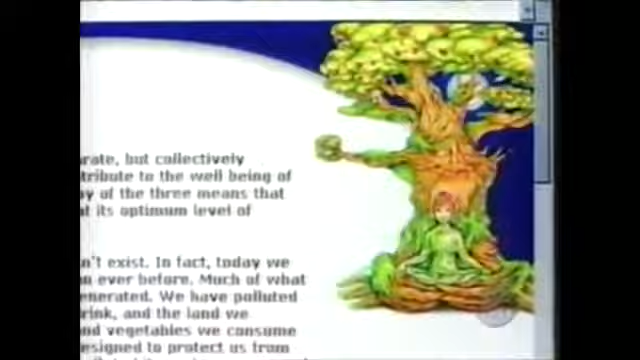 rate, but collectively
tribute to the well being of
y of the three means that
t its optimum level of
n't exist. In fact, today we
n ever before. Much of what
enerated. We have polluted
rink, and the land we
nd vegetables we consume
esigned to protect us from